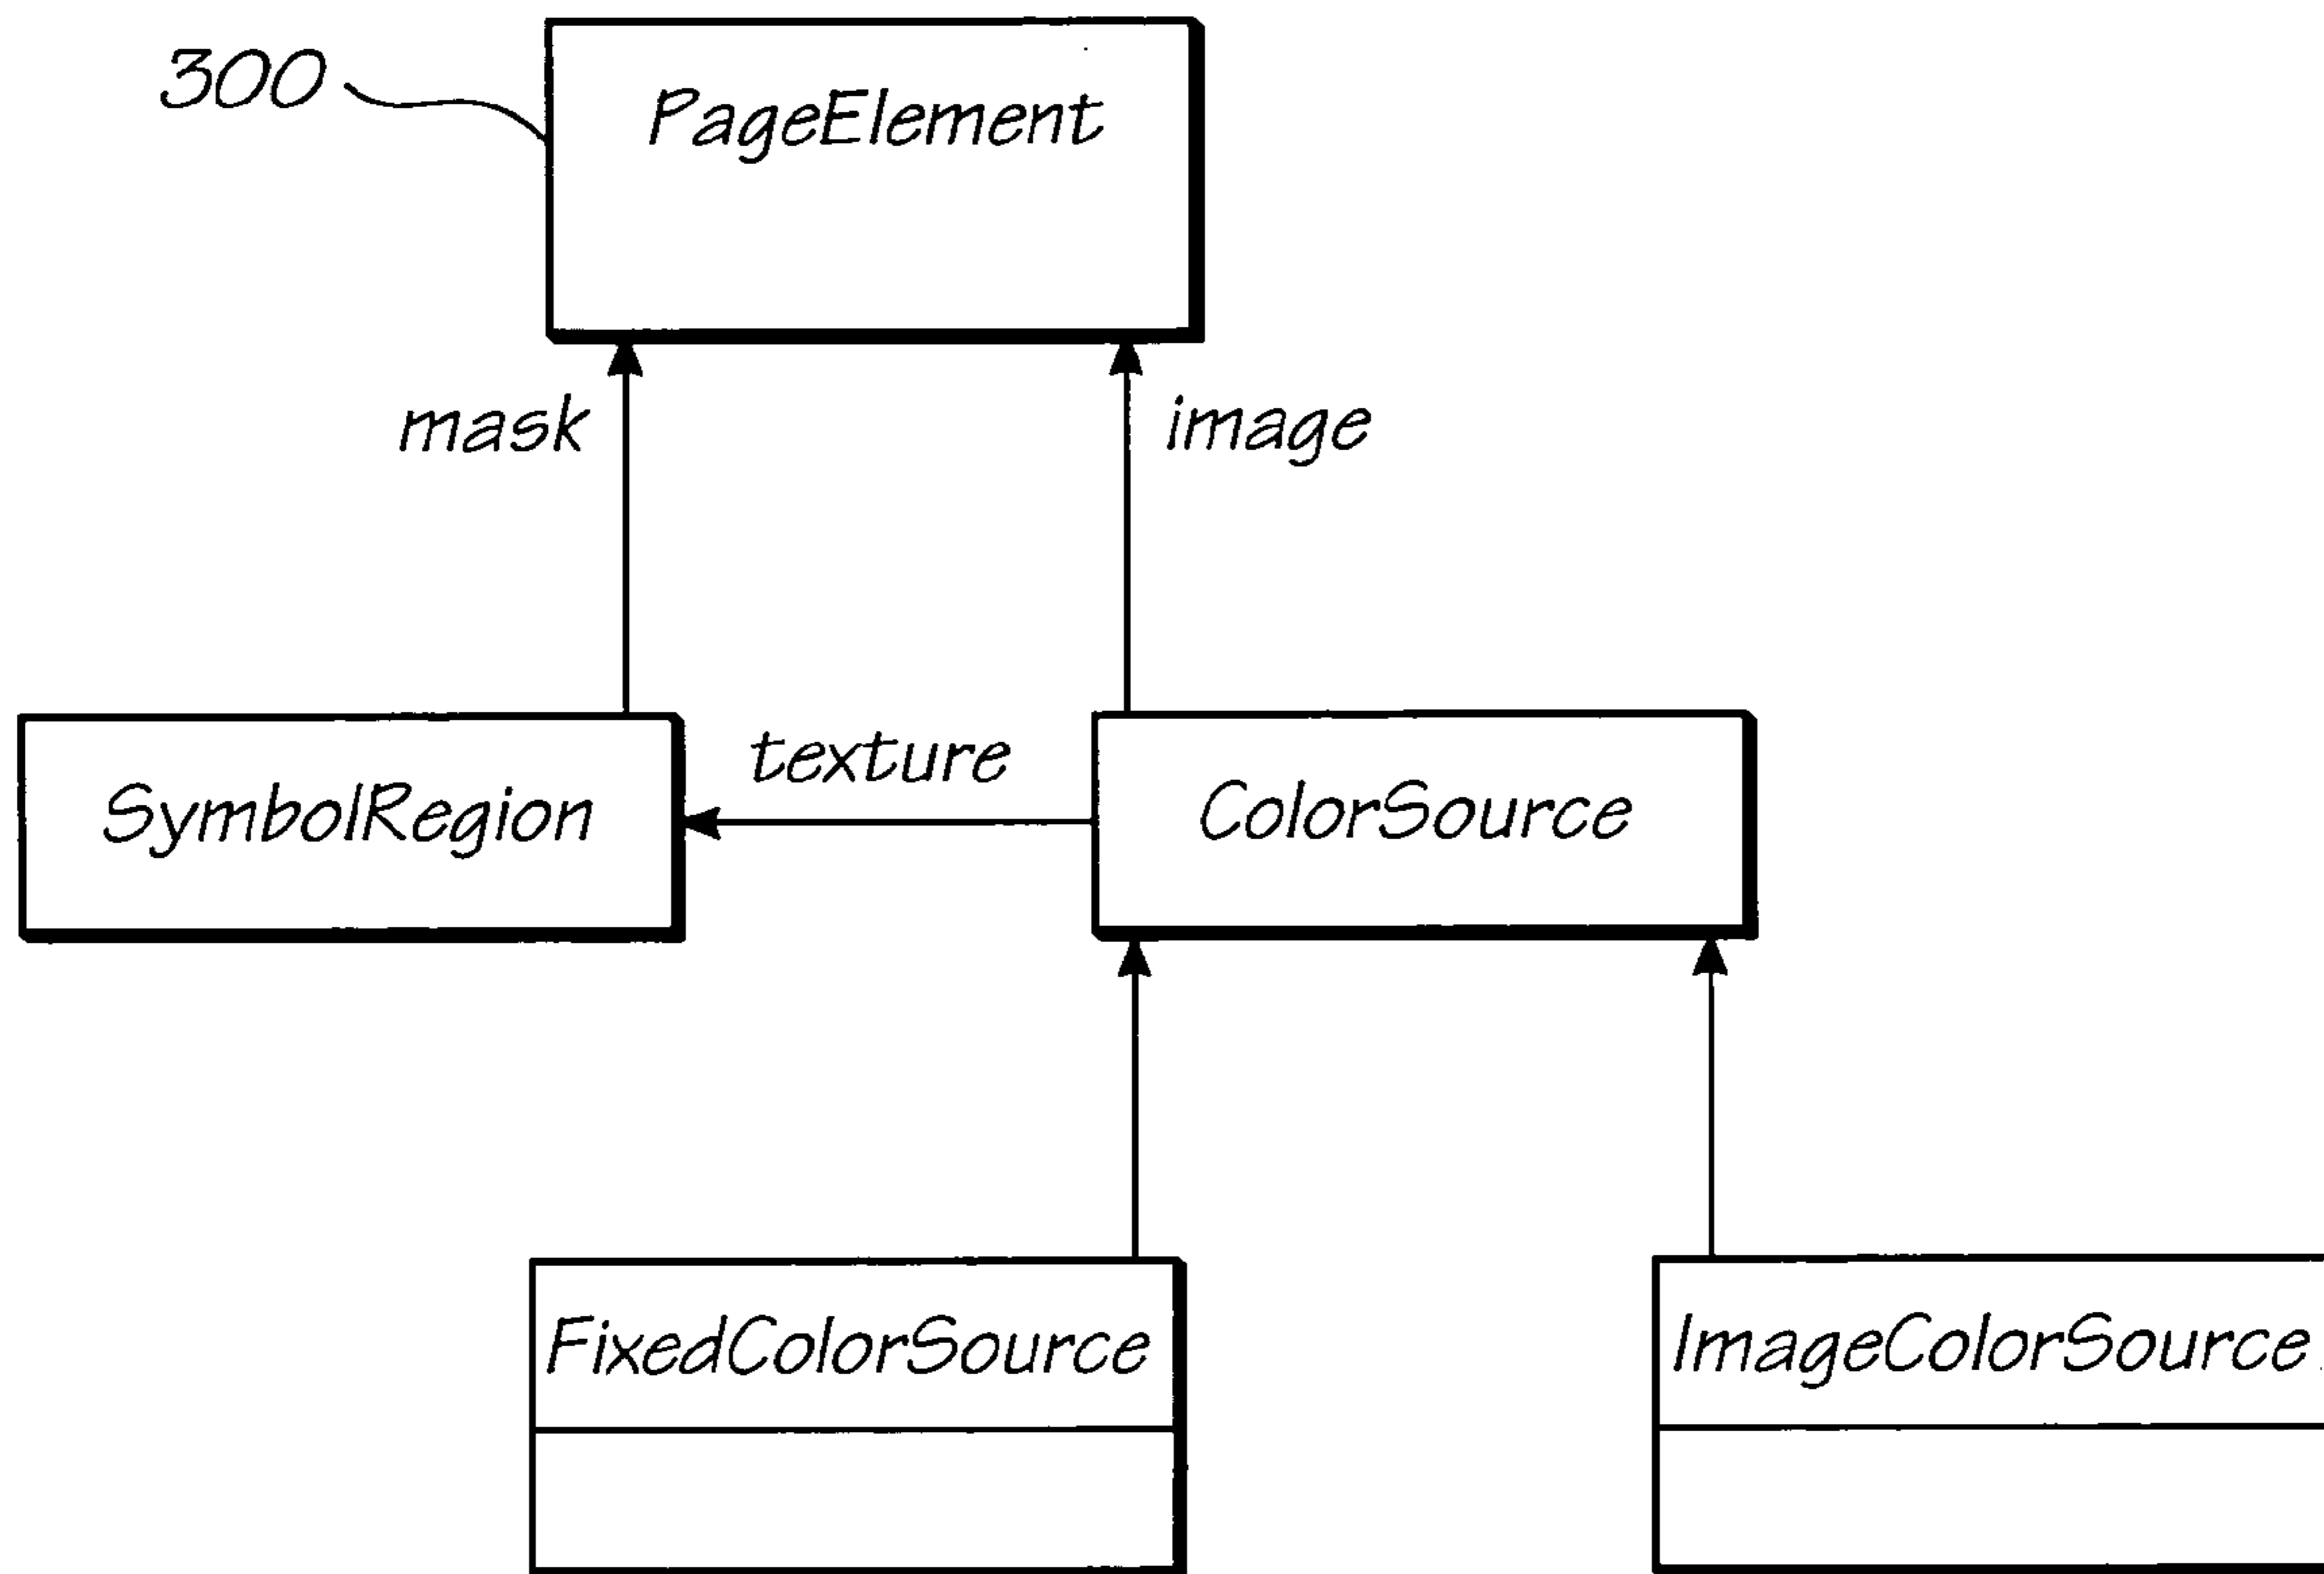 300
PageElement
mask
image
texture
SymbolRegion
ColorSource
FixedColorSource
ImageColorSource